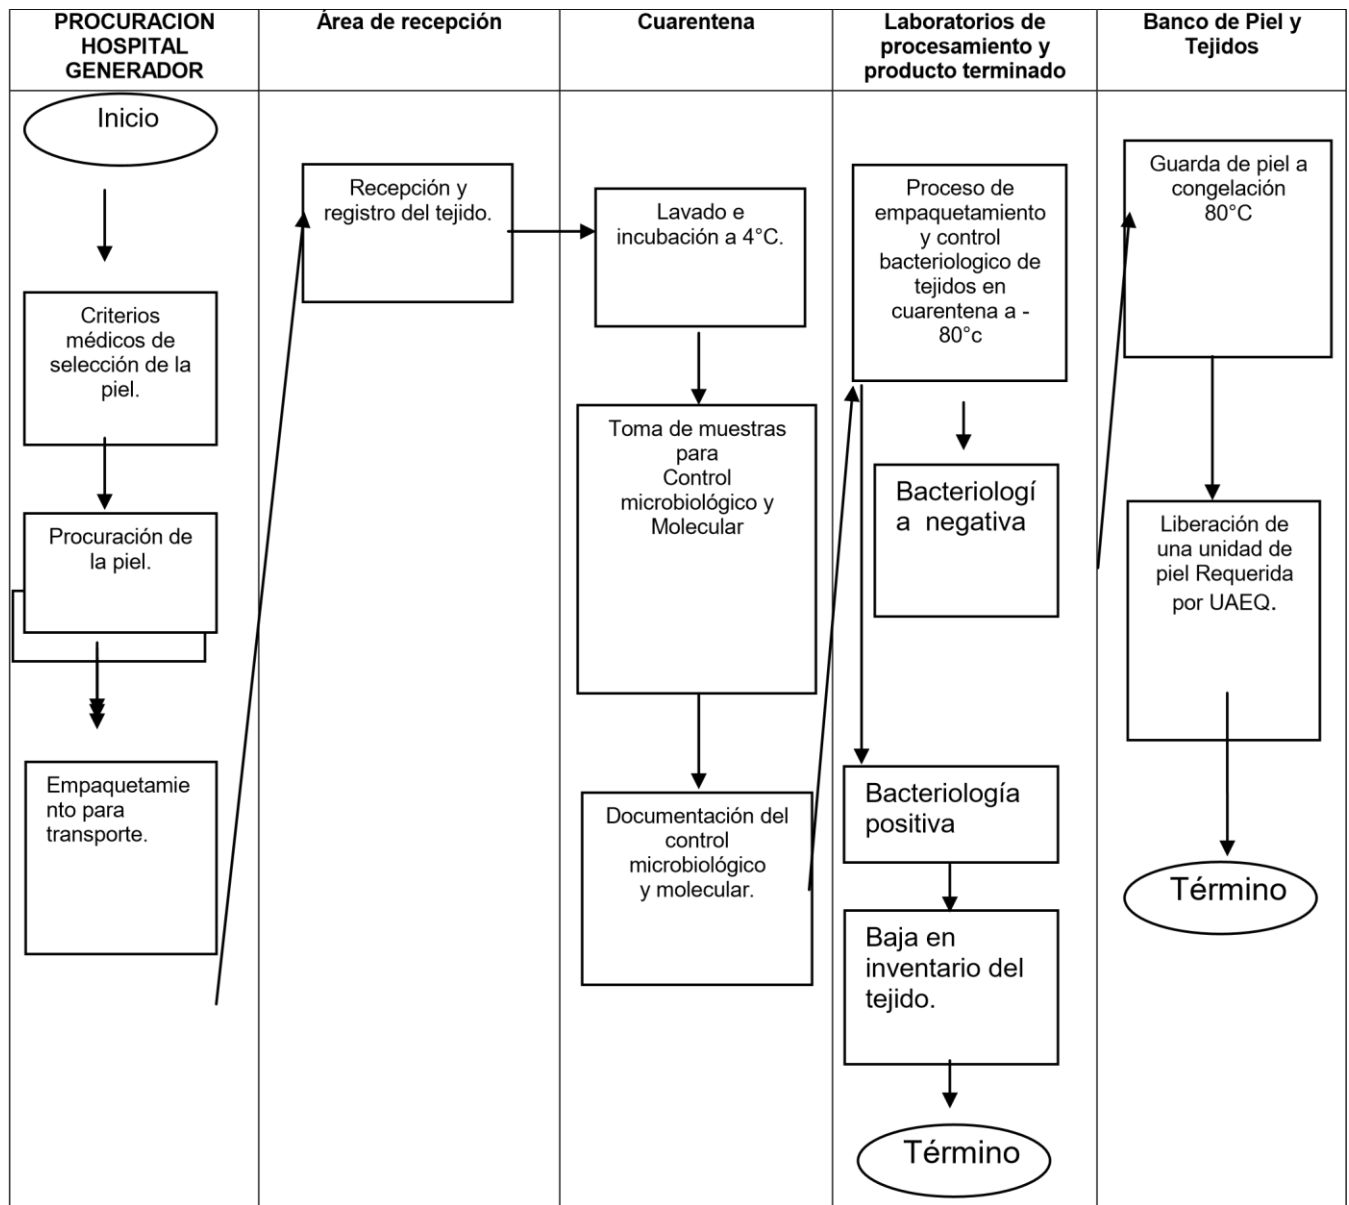 PROCURACION
HOSPITAL
GENERADOR
Área de recepción
Cuarentena
Laboratorios de
procesamiento y
producto terminado
Banco de Piel y
Tejidos
Inicio
Criterios
médicos de
selección de la
piel.
Procuración de
la piel.
Empaquetamie
nto para
transporte.
Recepción y
registro del tejido.
Lavado e
incubación a 4°C.
Toma de muestras
para
Control
microbiológico y
Molecular
Documentación del
control
microbiológico
y molecular.
Proceso de
empaquetamiento
y control
bacteriologico de
tejidos en
cuarentena a -
80°c
Bacteriologí
a negativa
Bacteriología
positiva
Baja en
inventario del
tejido.
Término
Guarda de piel a
congelación
80°C
Liberación de
una unidad de
piel Requerida
por UAEQ.
Término